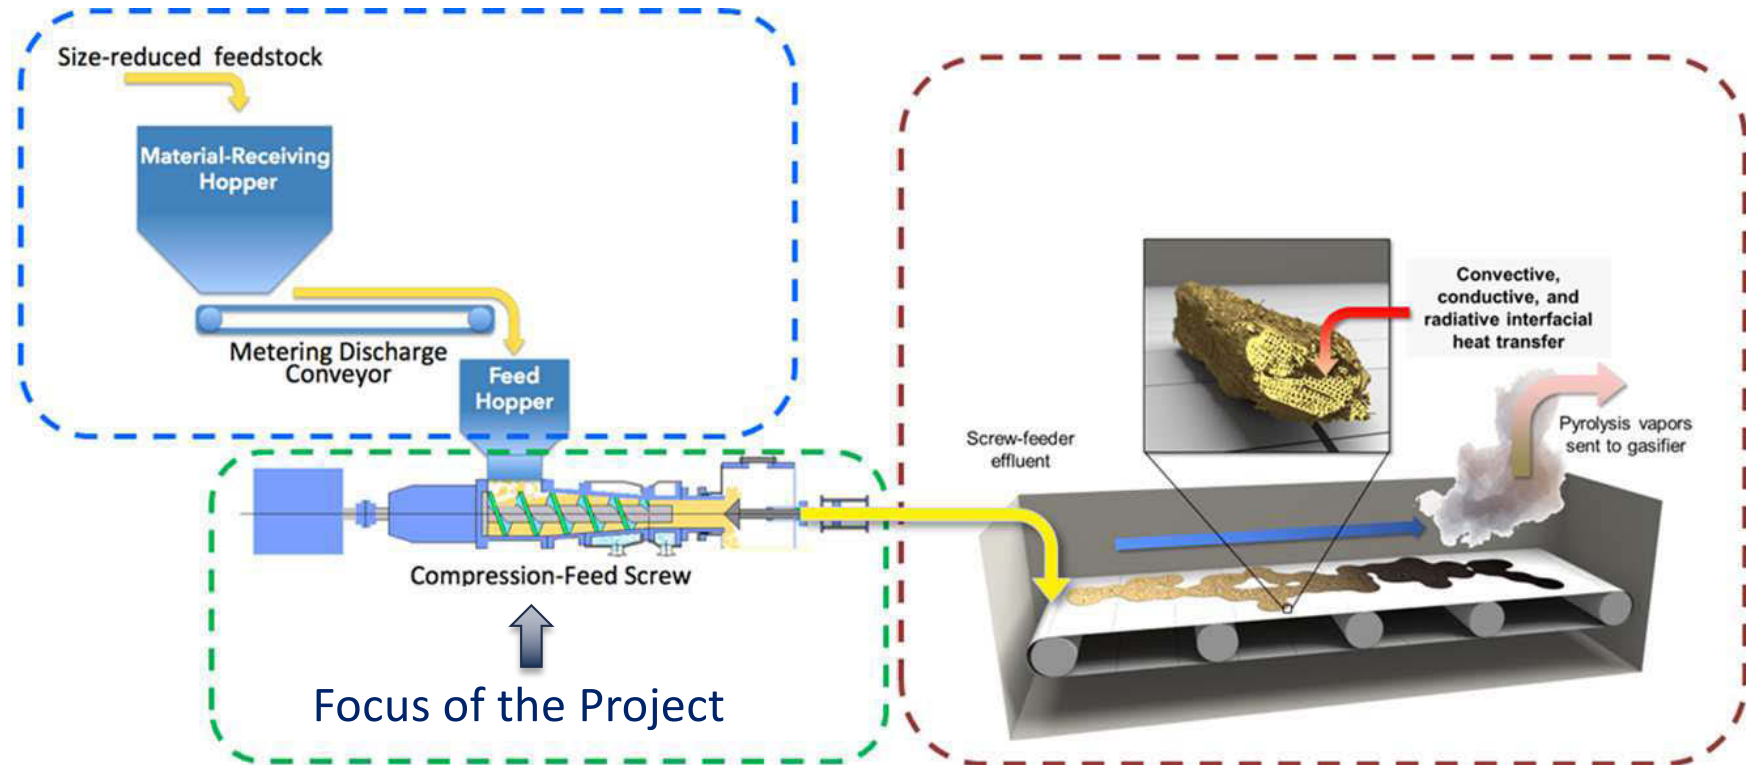 Size-reduced feedstock
Material-Receiving
Hopper
Metering Discharge
Conveyor
Feed
Hopper
Compression-Feed Screw
Focus of the Project
Screw-feeder
effluent
Convective,
conductive, and
radiative interfacial
heat transfer
Pyrolysis vapors
sent to gasifier